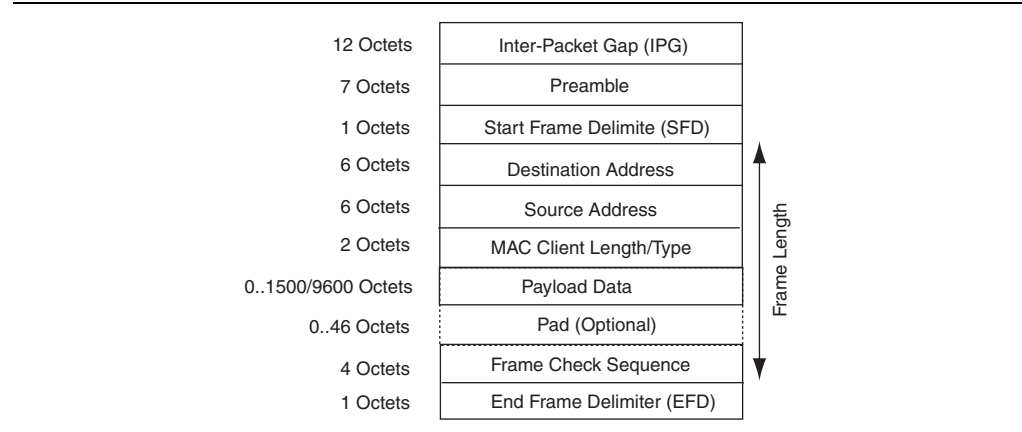 12 Octets Inter-Packet Gap (IPG)
7 Octets Preamble
1 Octets Start Frame Delimite (SFD)
6 Octets Destination Address
6 Octets Source Address
2 Octets MAC Client Length/Type
0..1500/9600 Octets Payload Data
0..46 Octets Pad (Optional)
4 Octets Frame Check Sequence
1 Octets End Frame Delimiter (EFD)
Frame Length